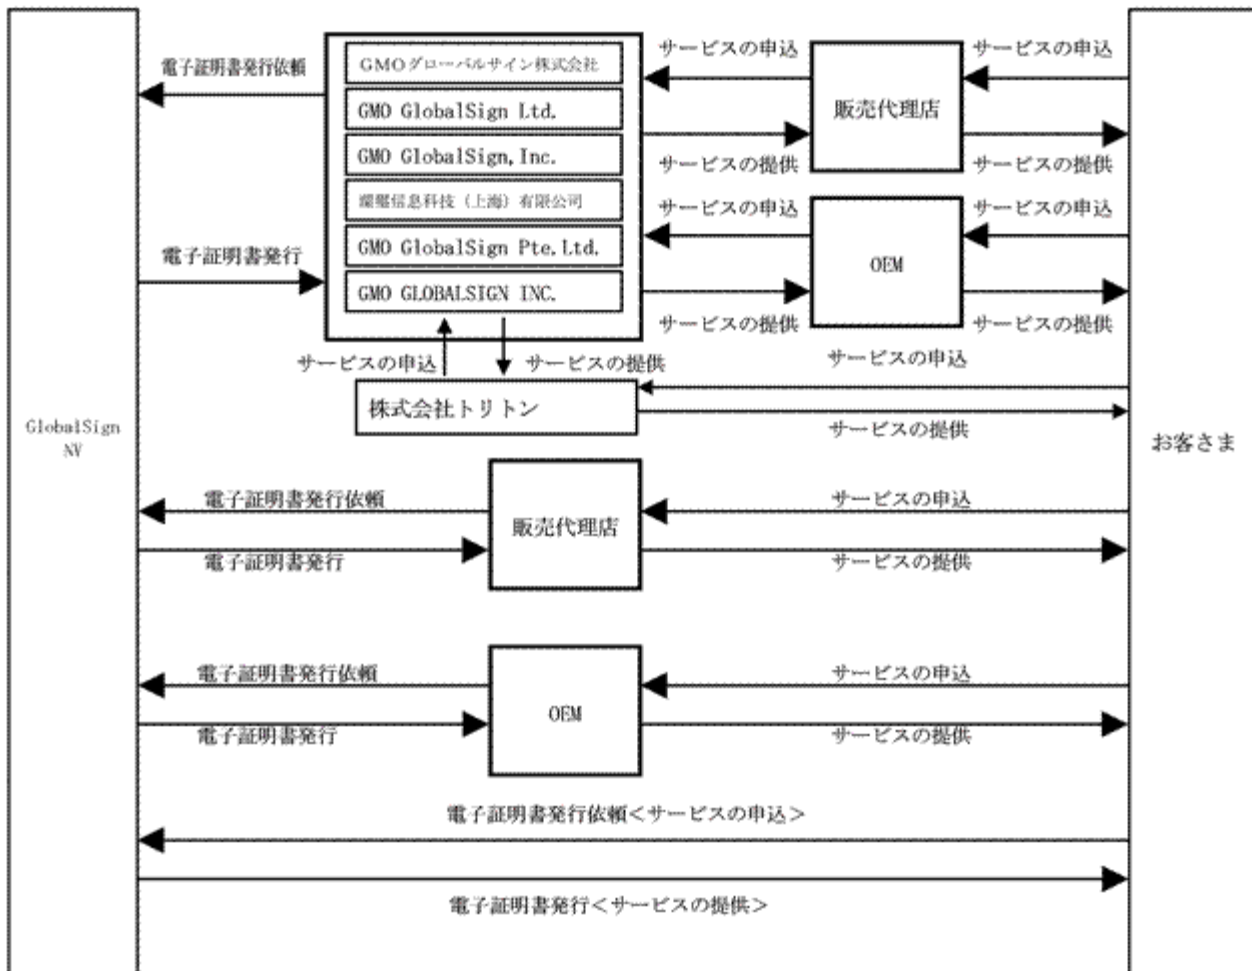 電子証明書発行依頼
GMOグローバルサイン株式会社
GMO GlobalSign Ltd.
GMO GlobalSign,Inc.
信息科技（上海）有限公司
GMO GlobalSign Pte.Ltd.
GMO GLOBALSIGN INC.
電子証明書発行
サービスの申込
サービスの提供
販売代理店
サービスの申込
サービスの提供
サービスの申込
サービスの提供
OEM
サービスの申込
サービスの提供
サービスの申込
サービスの提供
サービスの申込
株式会社トリトン
サービスの提供
GlobalSign
NV
お客さま
電子証明書発行依頼
販売代理店
サービスの申込
電子証明書発行
サービスの提供
電子証明書発行依頼
OEM
サービスの申込
電子証明書発行
サービスの提供
電子証明書発行依頼＜サービスの申込＞
電子証明書発行＜サービスの提供＞